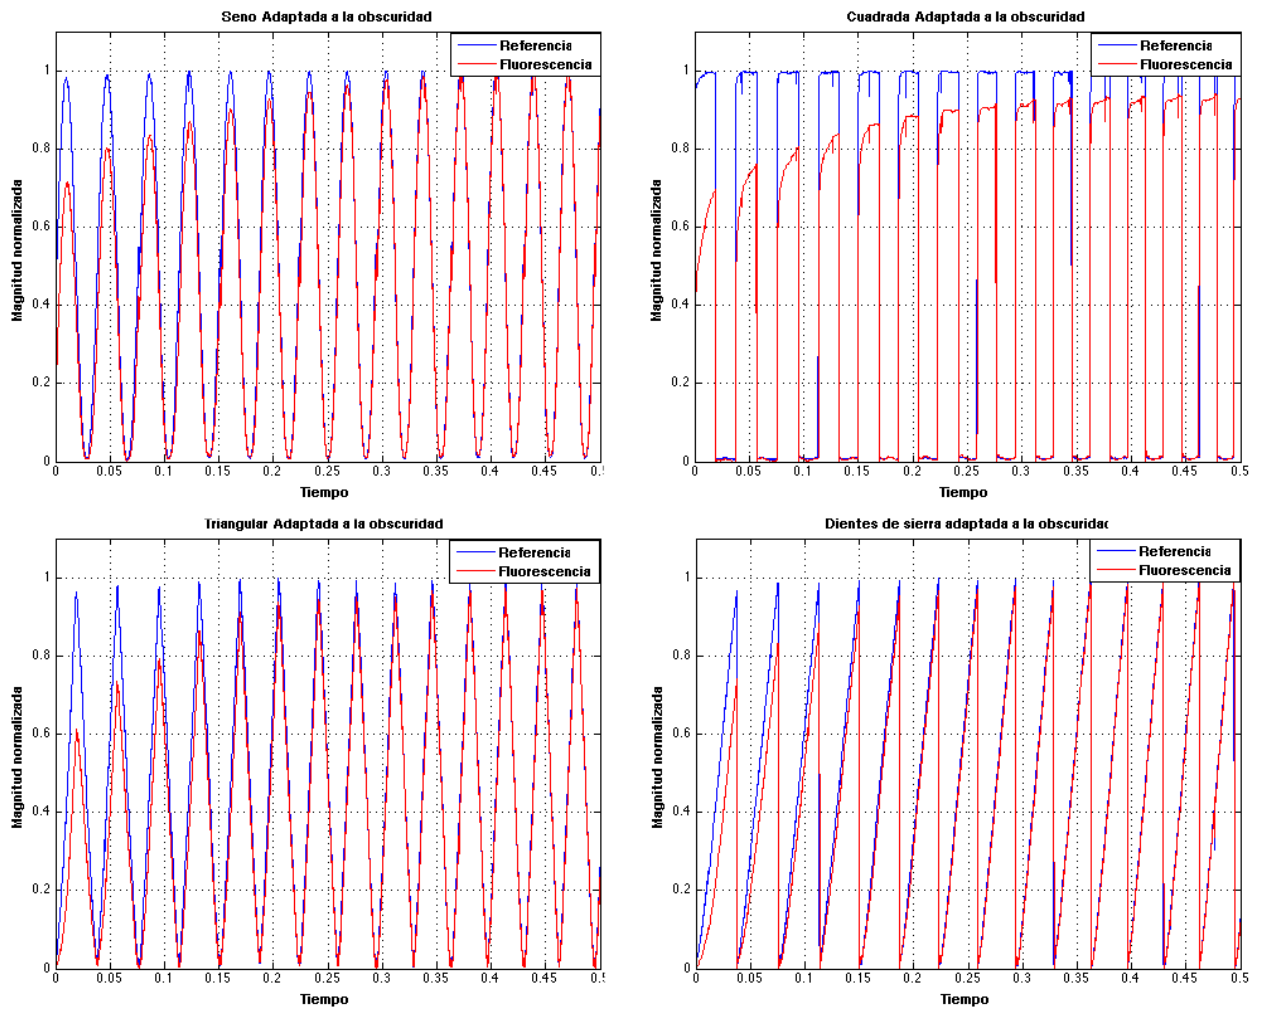 Seno Adaptada a la obscuridad
Referencia
Fluorescencia
Magnitud normalizada
1
0.8
0.6
0.4
0.2
0
0 0.05 0.1 0.15 0.2 0.25 0.3 0.35 0.4 0.45 0.5
Tiempo
Cuadrada Adaptada a la obscuridad
Referencia
Fluorescencia
Magnitud normalizada
1
0.8
0.6
0.4
0.2
0
0 0.05 0.1 0.15 0.2 0.25 0.3 0.35 0.4 0.45 0.5
Tiempo
Triangular Adaptada a la obscuridad
Referencia
Fluorescencia
Magnitud normalizada
1
0.8
0.6
0.4
0.2
0
0 0.05 0.1 0.15 0.2 0.25 0.3 0.35 0.4 0.45 0.5
Tiempo
Dientes de sierra adaptada a la obscuridad
Referencia
Fluorescencia
Magnitud normalizada
1
0.8
0.6
0.4
0.2
0
0 0.05 0.1 0.15 0.2 0.25 0.3 0.35 0.4 0.45 0.5
Tiempo